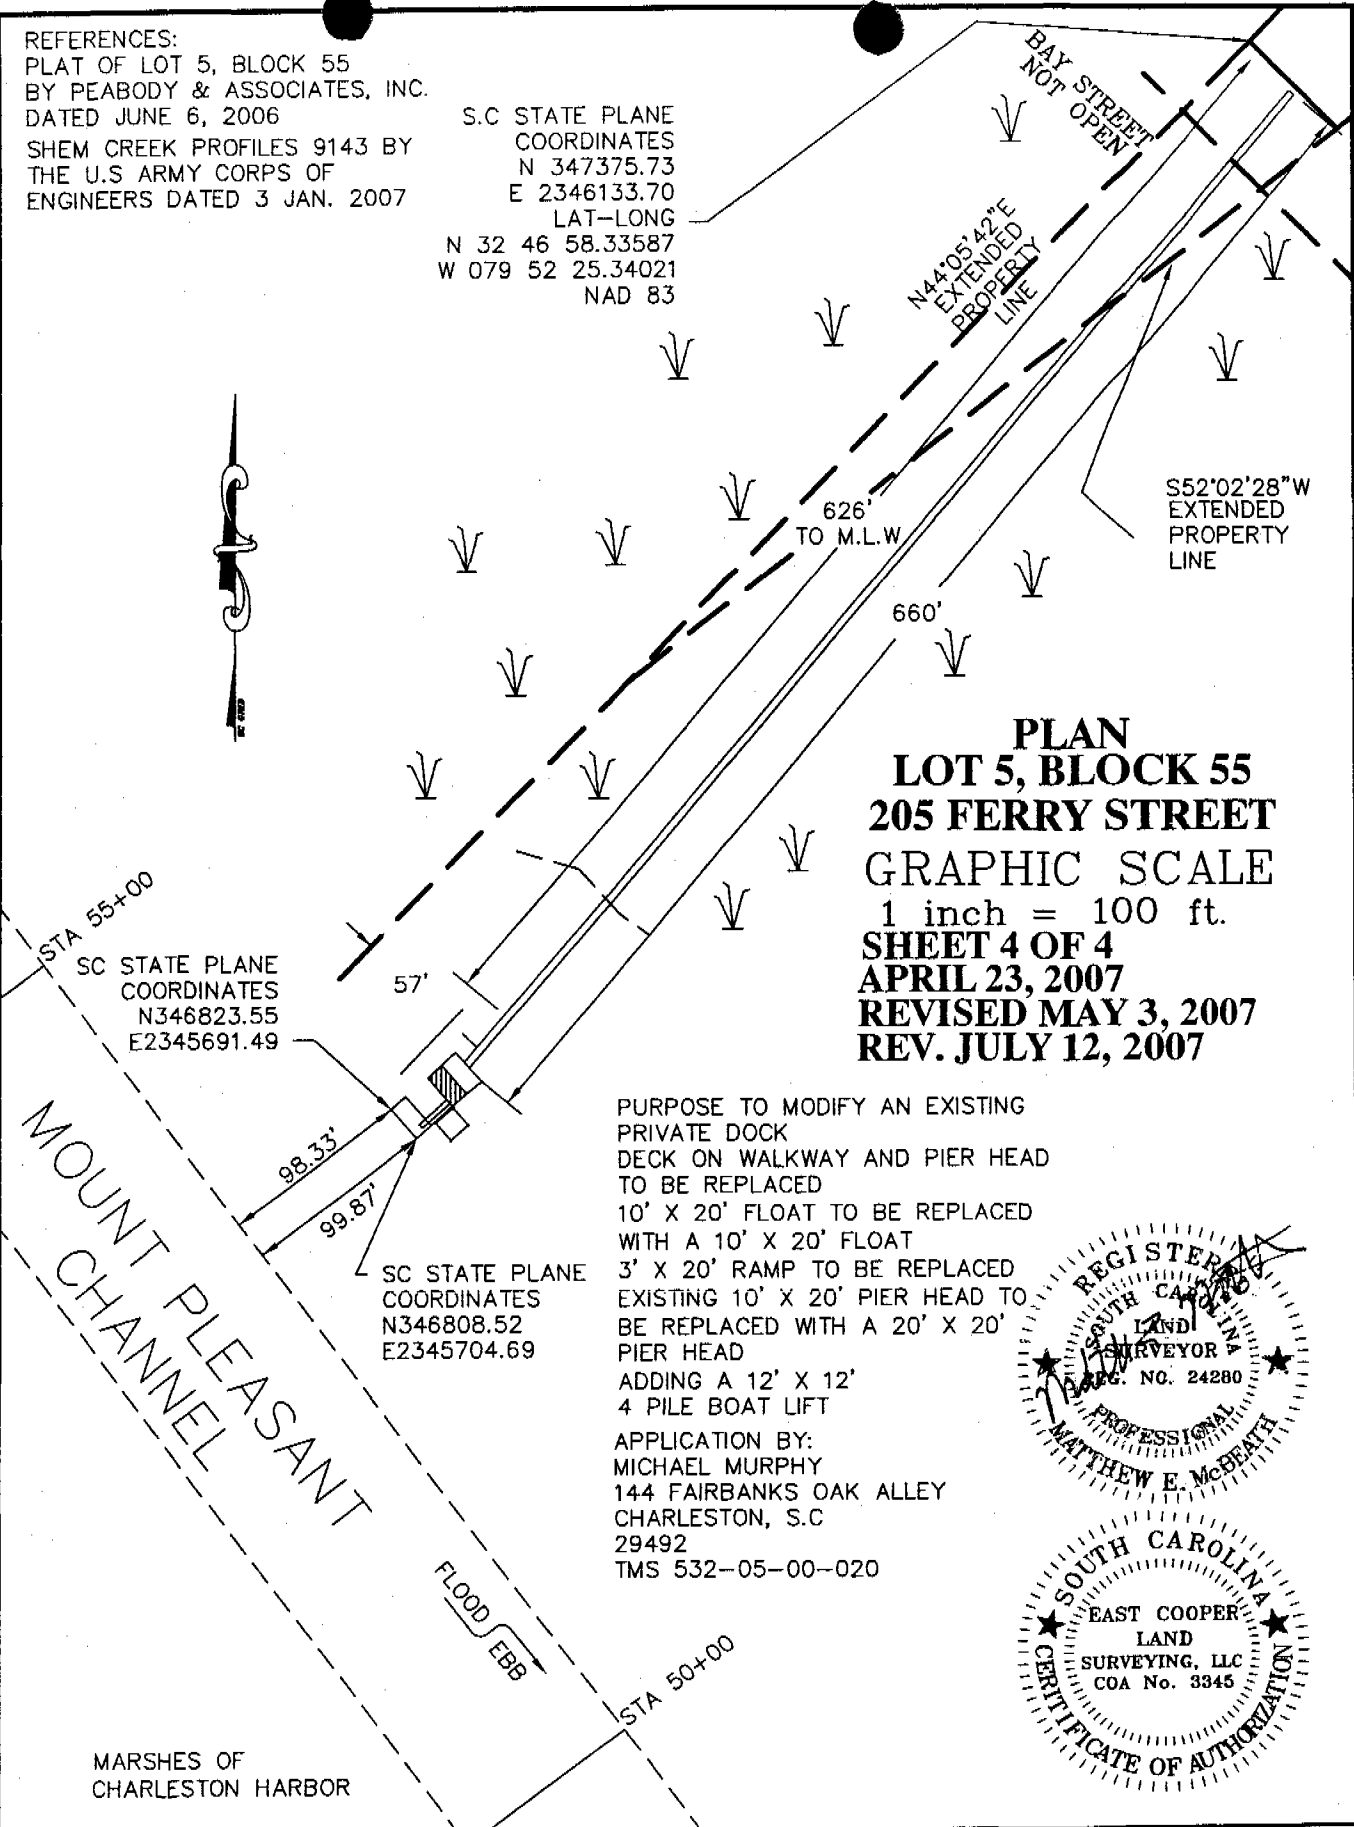 REFERENCES:
PLAT OF LOT 5, BLOCK 55
BY PEABODY & ASSOCIATES, INC.
DATED JUNE 6, 2006
SHEM CREEK PROFILES 9143 BY
THE U.S ARMY CORPS OF
ENGINEERS DATED 3 JAN. 2007
S.C STATE PLANE
COORDINATES
N 347375.73
E 2346133.70
LAT-LONG
N 32 46 58.33587
W 079 52 25.34021
NAD 83
BAY STREET
NOT OPEN
N44°05'42"E
EXTENDED
PROPERTY
LINE
S52°02'28"W
EXTENDED
PROPERTY
LINE
626'
TO M.L.W
660'
PLAN
LOT 5, BLOCK 55
205 FERRY STREET
GRAPHIC SCALE
1 inch = 100 ft.
SHEET 4 OF 4
APRIL 23, 2007
REVISED MAY 3, 2007
REV. JULY 12, 2007
STA 55+00
SC STATE PLANE
COORDINATES
N346823.55
E2345691.49
57'
98.33'
99.87'
SC STATE PLANE
COORDINATES
N346808.52
E2345704.69
MOUNT PLEASANT
CHANNEL
PURPOSE TO MODIFY AN EXISTING
PRIVATE DOCK
DECK ON WALKWAY AND PIER HEAD
TO BE REPLACED
10' X 20' FLOAT TO BE REPLACED
WITH A 10' X 20' FLOAT
3' X 20' RAMP TO BE REPLACED
EXISTING 10' X 20' PIER HEAD TO
BE REPLACED WITH A 20' X 20'
PIER HEAD
ADDING A 12' X 12'
4 PILE BOAT LIFT
APPLICATION BY:
MICHAEL MURPHY
144 FAIRBANKS OAK ALLEY
CHARLESTON, S.C
29492
TMS 532-05-00-020
FLOOD
EBB
STA 50+00
MARSHES OF
CHARLESTON HARBOR
REGISTERED
SOUTH CAROLINA
LAND
SURVEYOR
REG. NO. 24280
PROFESSIONAL
MATTHEW E. McBEATH
SOUTH CAROLINA
EAST COOPER
LAND
SURVEYING, LLC
COA No. 3345
CERITIFICATE OF AUTHORIZATION